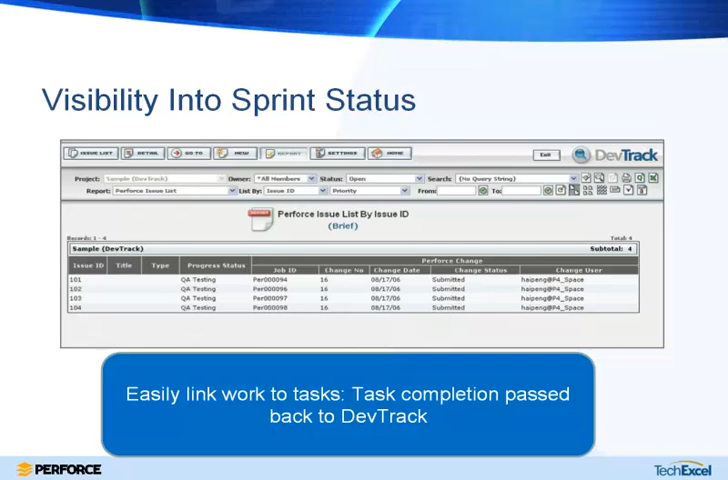 Visibility Into Sprint Status
ISSUE LIST DETAIL GO TO NEW REPORT SETTINGS HOME Exit DevTrack
Project: Sample (DevTrack) Owner: *All Members Status: Open Search: (No Query String)
Report: Perforce Issue List List By: Issue ID Priority From: To:
REPORT
Perforce Issue List By Issue ID
(Brief)
Records: 1 - 4 Total: 4
Sample (DevTrack) Subtotal: 4
Issue ID Title Type Progress Status Perforce Change
Job ID Change No Change Date Change Status Change User
101 QA Testing Per000094 16 08/17/06 Submitted haipeng@P4_Space
102 QA Testing Per000096 16 08/17/06 Submitted haipeng@P4_Space
103 QA Testing Per000097 16 08/17/06 Submitted haipeng@P4_Space
104 QA Testing Per000098 16 08/17/06 Submitted haipeng@P4_Space
Easily link work to tasks: Task completion passed
back to DevTrack
PERFORCE TechExcel